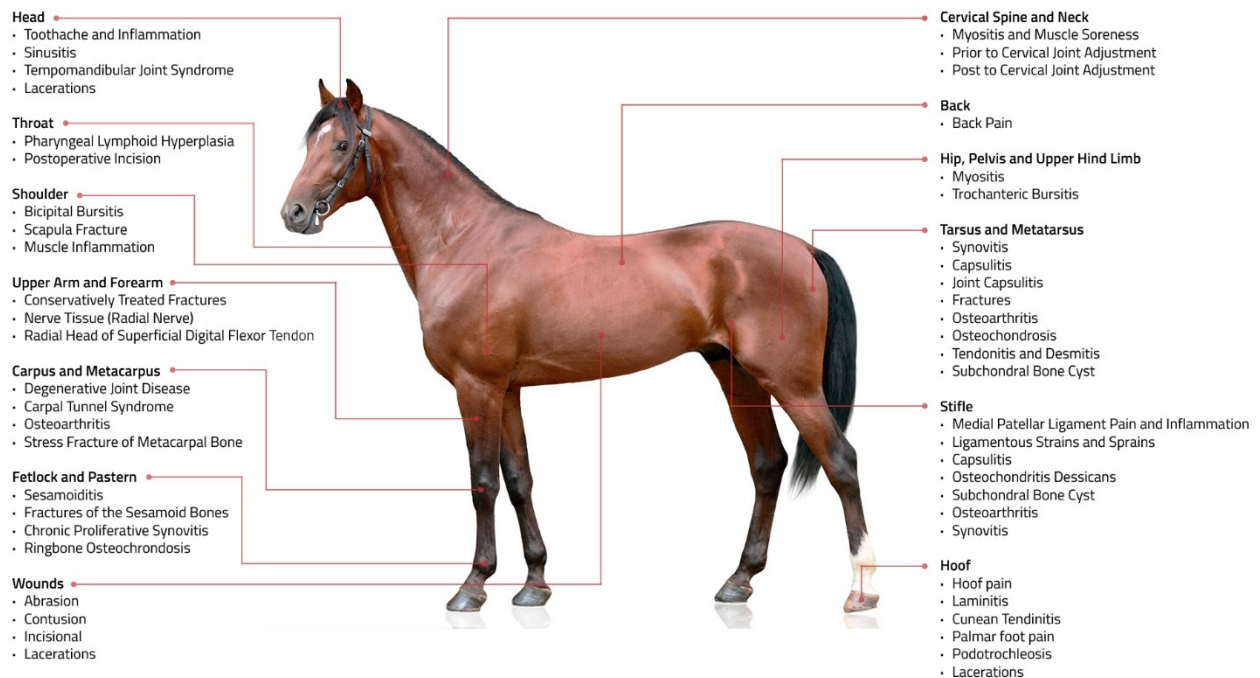 Head
· Toothache and Inflammation
· Sinusitis
· Tempomandibular Joint Syndrome
· Lacerations
Throat
· Pharyngeal Lymphoid Hyperplasia
· Postoperative Incision
Shoulder
· Bicipital Bursitis
· Scapula Fracture
· Muscle Inflammation
Upper Arm and Forearm
· Conservatively Treated Fractures
· Nerve Tissue (Radial Nerve)
· Radial Head of Superficial Digital Flexor Tendon
Carpus and Metacarpus
· Degenerative Joint Disease
· Carpal Tunnel Syndrome
· Osteoarthritis
· Stress Fracture of Metacarpal Bone
Fetlock and Pastern
· Sesamoiditis
· Fractures of the Sesamoid Bones
· Chronic Proliferative Synovitis
· Ringbone Osteochrondosis
Wounds
· Abrasion
· Contusion
· Incisional
· Lacerations
Cervical Spine and Neck
· Myositis and Muscle Soreness
· Prior to Cervical Joint Adjustment
· Post to Cervical Joint Adjustment
Back
· Back Pain
Hip, Pelvis and Upper Hind Limb
· Myositis
· Trochanteric Bursitis
Tarsus and Metatarsus
· Synovitis
· Capsulitis
· Joint Capsulitis
· Fractures
· Osteoarthritis
· Osteochondrosis
· Tendonitis and Desmitis
· Subchondral Bone Cyst
Stifle
· Medial Patellar Ligament Pain and Inflammation
· Ligamentous Strains and Sprains
· Capsulitis
· Osteochondritis Dessicans
· Subchondral Bone Cyst
· Osteoarthritis
· Synovitis
Hoof
· Hoof pain
· Laminitis
· Cunean Tendinitis
· Palmar foot pain
· Podotrochleosis
· Lacerations